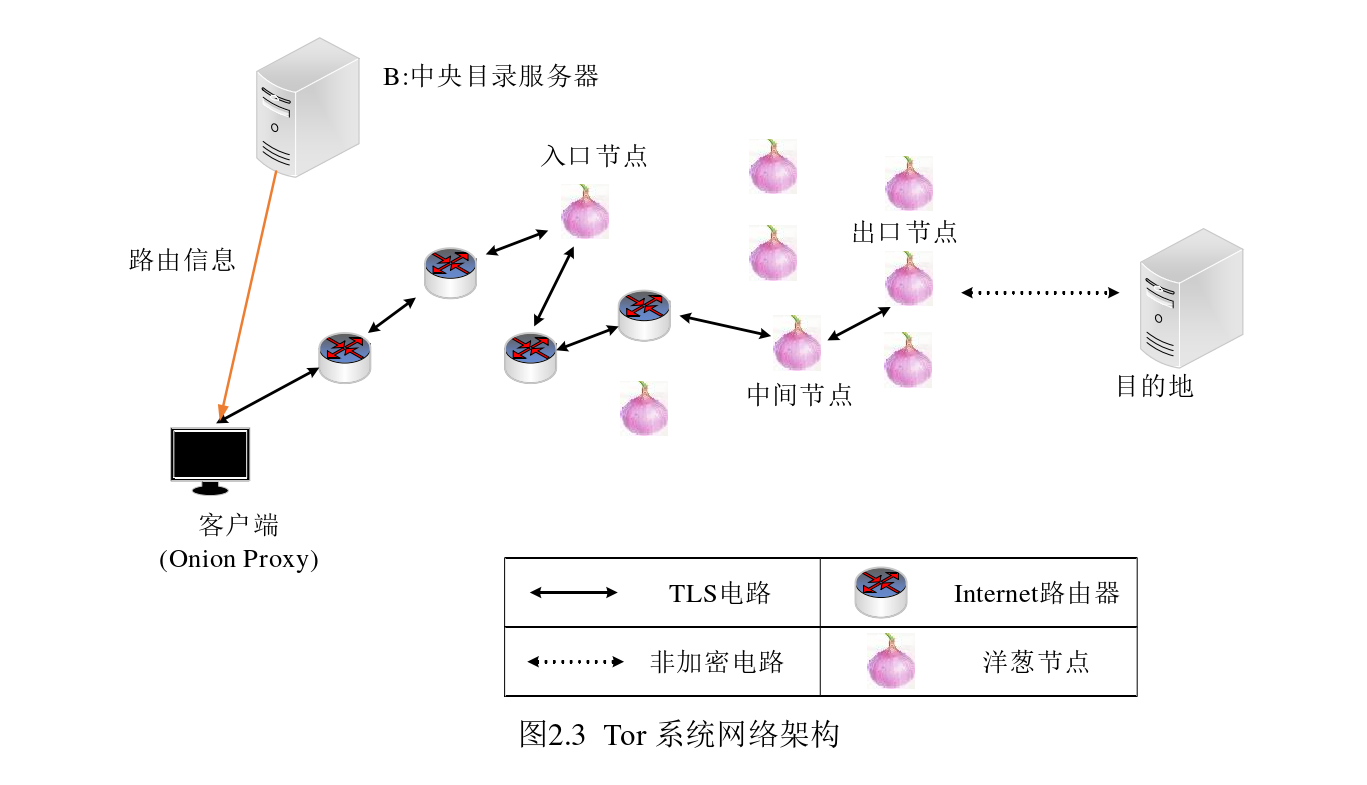 B:中央目录服务器
入口节点
出口节点
路由信息
中间节点
目的地
客户端
(Onion Proxy)
TLS电路
Internet路由器
非加密电路
洋葱节点
图2.3 Tor 系统网络架构